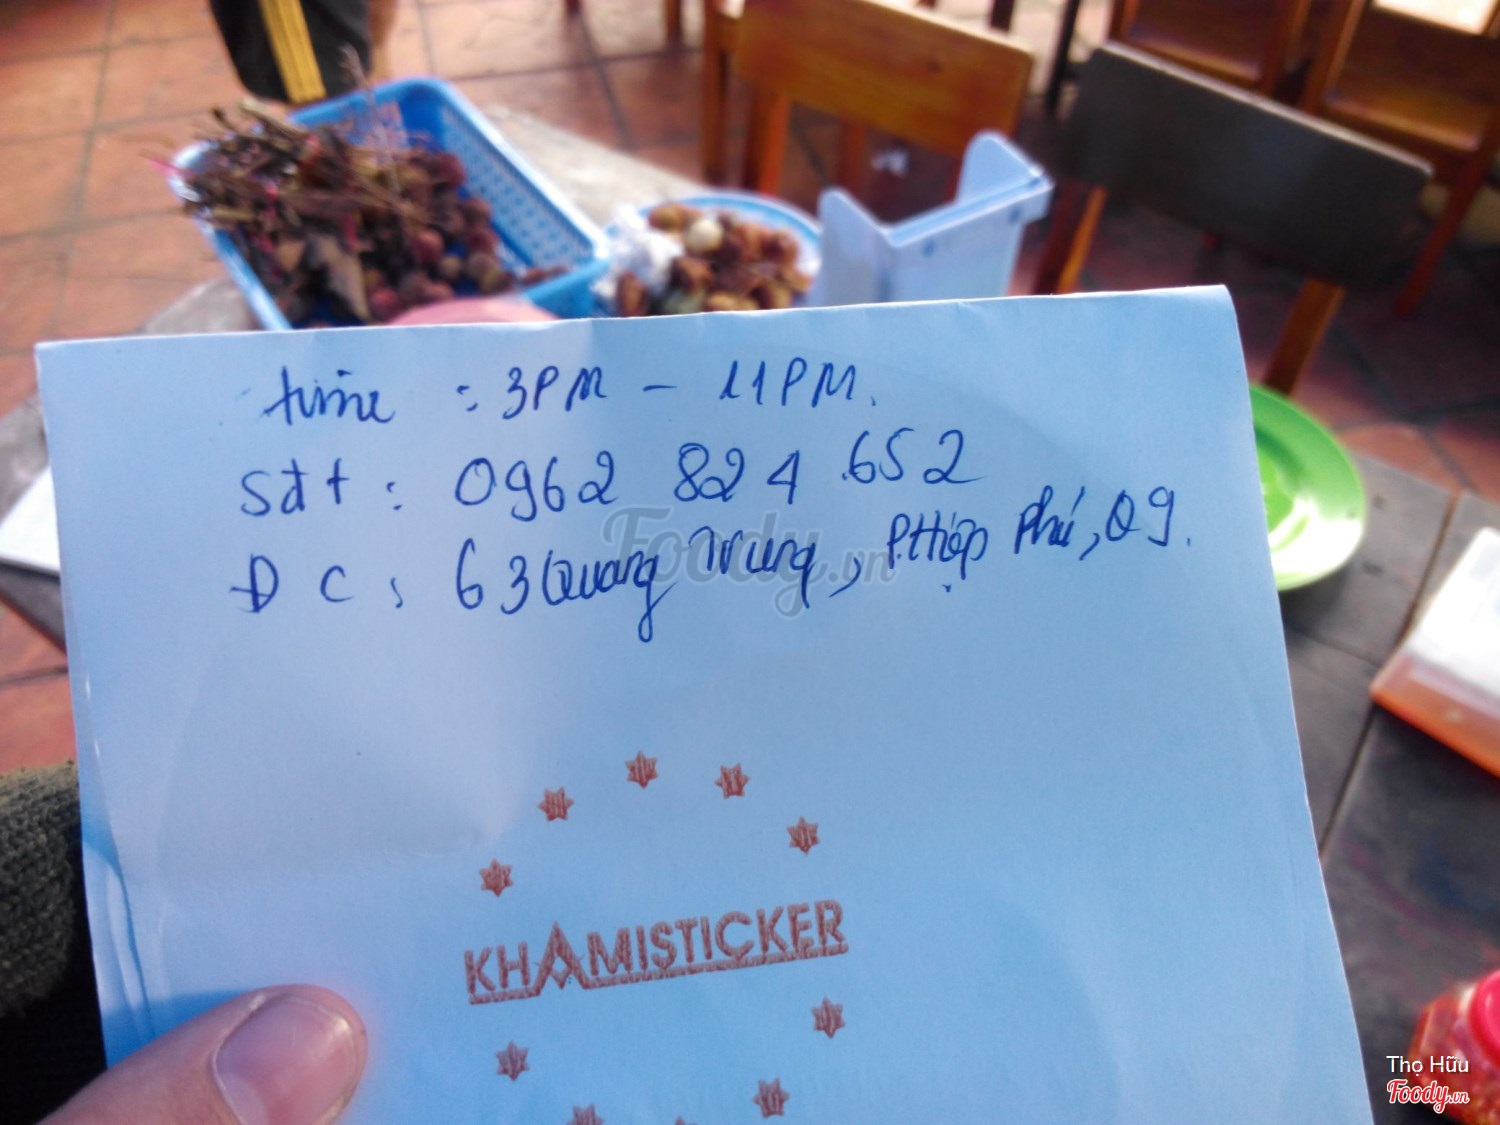 time : 3PM - 11PM.
sđt : 0962 824 652
ĐC : 63 Quang Trung, P.Hiệp Phú, Q9.
Foody.vn
KHAMISTICKER
Thọ Hữu
Foody.vn